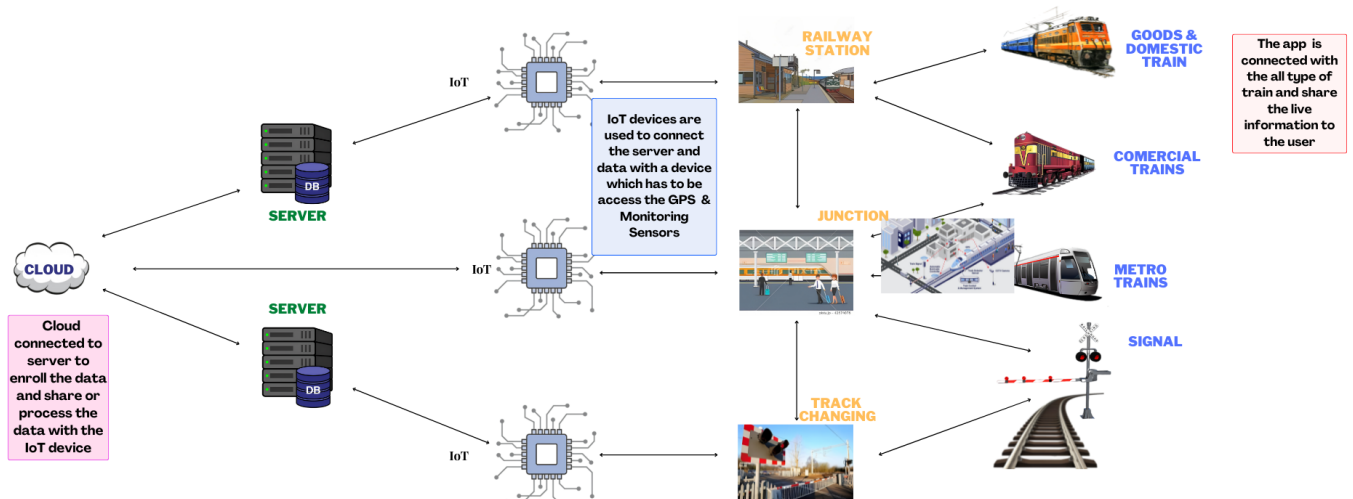 CLOUD
Cloud
connected to
server to
enroll the data
and share or
process the
data with the
IoT device
DB
SERVER
SERVER
DB
IoT
IoT
IoT
IoT devices are
used to connect
the server and
data with a device
which has to be
access the GPS &
Monitoring
Sensors
RAILWAY
STATION
JUNCTION
TRACK
CHANGING
GOODS &
DOMESTIC
TRAIN
COMERCIAL
TRAINS
METRO
TRAINS
SIGNAL
The app is
connected with
the all type of
train and share
the live
information to
the user